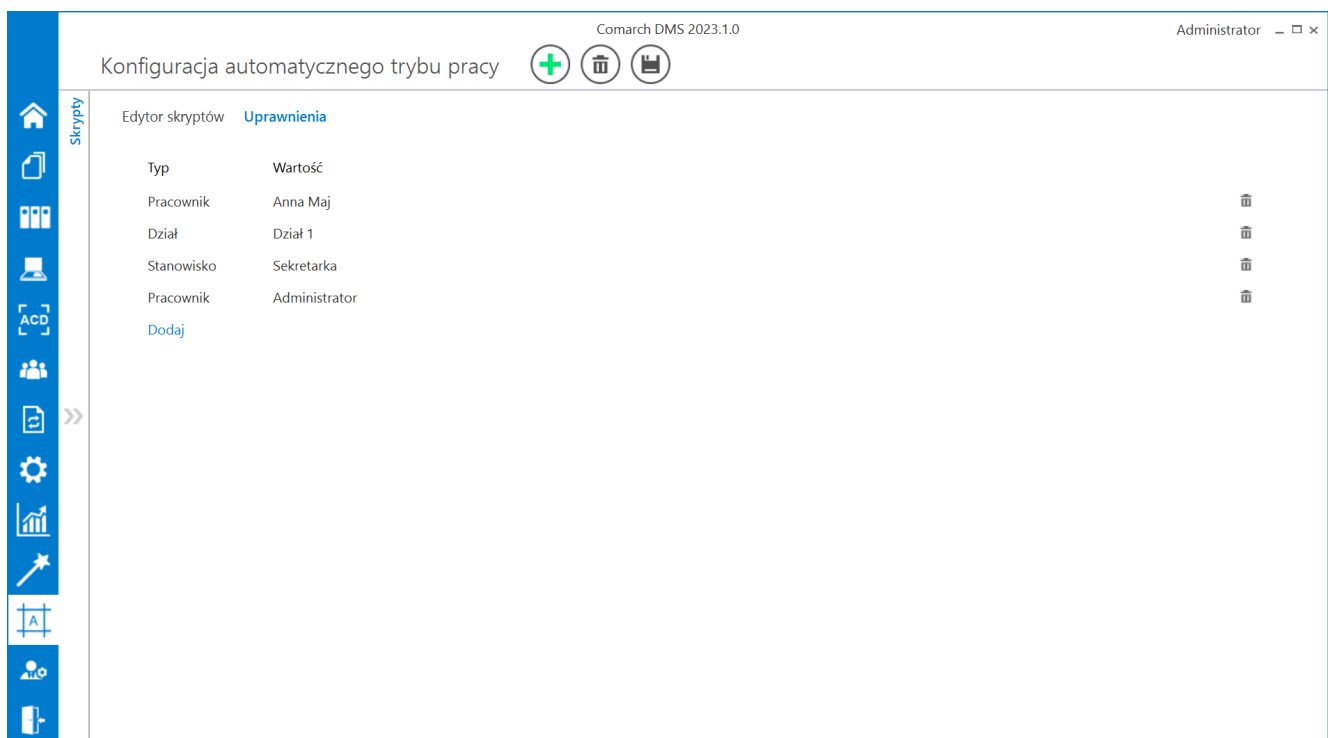 Comarch DMS 2023.1.0
Administrator
Konfiguracja automatycznego trybu pracy
Skrypty
Edytor skryptów Uprawnienia
Typ Wartość
Pracownik Anna Maj
Dział Dział 1
Stanowisko Sekretarka
Pracownik Administrator
Dodaj
ACD
A